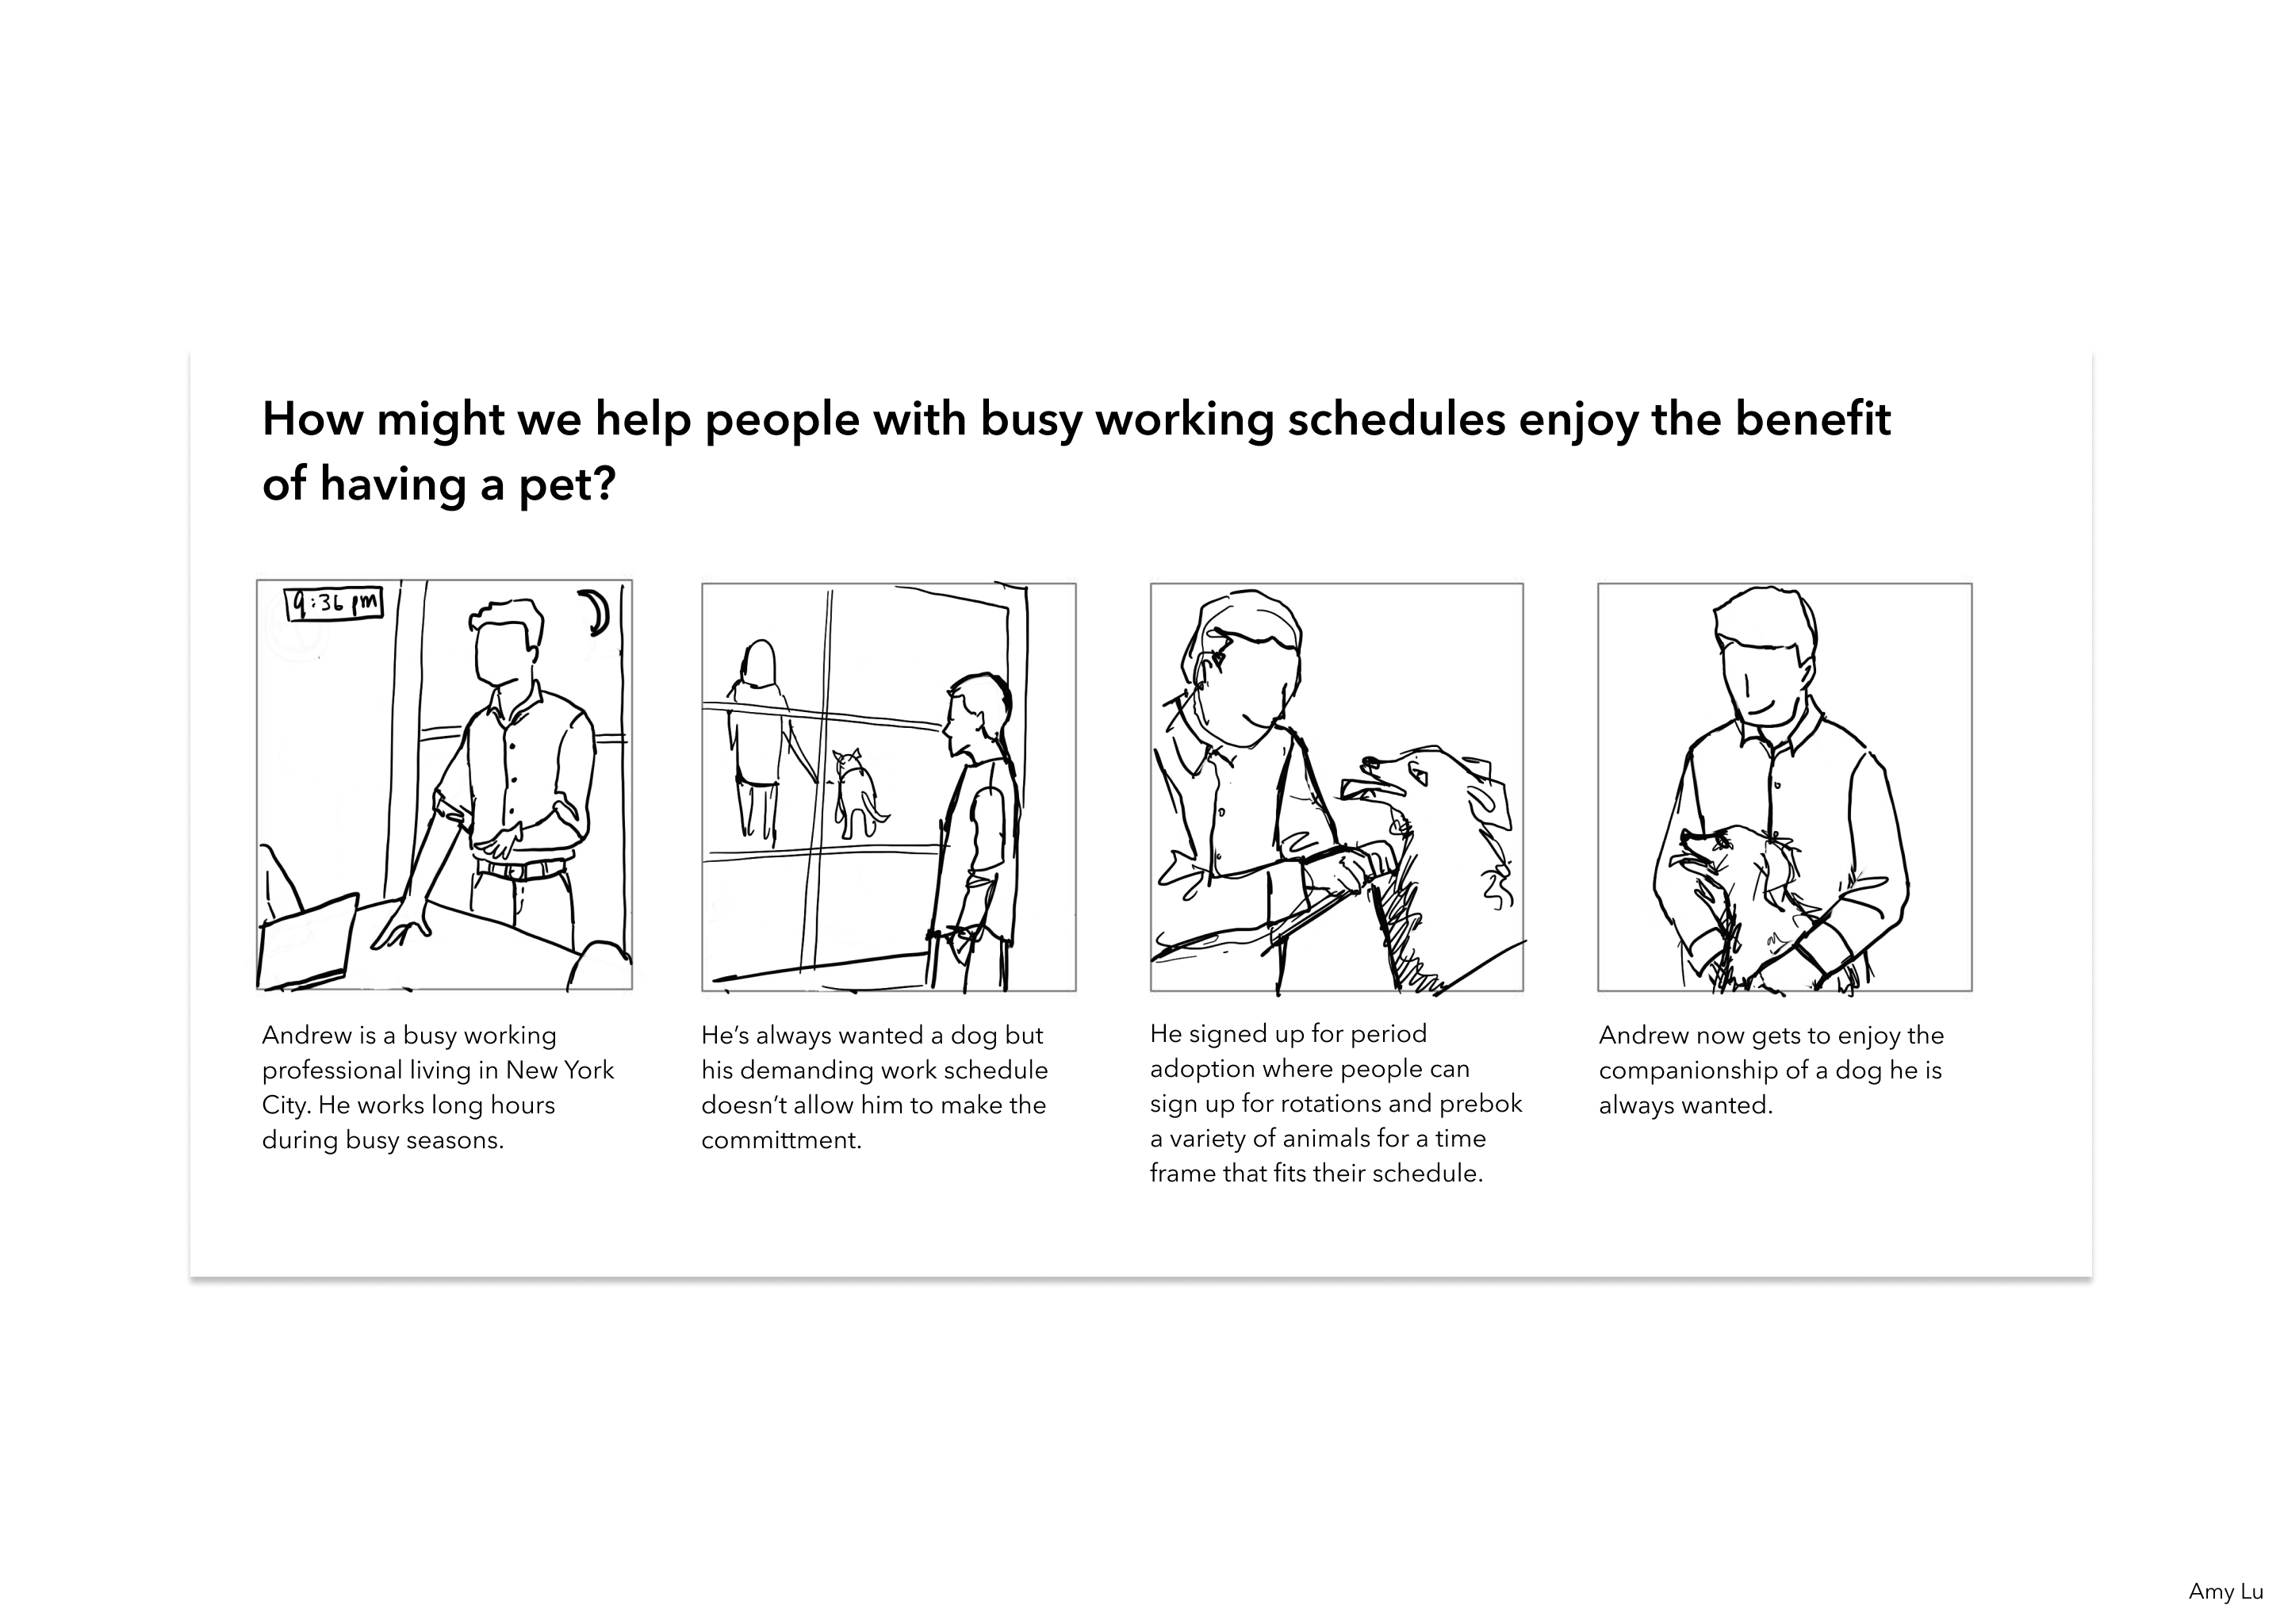 How might we help people with busy working schedules enjoy the benefit
of having a pet?
9:36 pm
Andrew is a busy working
professional living in New York
City. He works long hours
during busy seasons.
He's always wanted a dog but
his demanding work schedule
doesn't allow him to make the
committment.
He signed up for period
adoption where people can
sign up for rotations and prebok
a variety of animals for a time
frame that fits their schedule.
Andrew now gets to enjoy the
companionship of a dog he is
always wanted.
Amy Lu